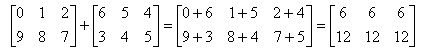 [0 1 2] + [6 5 4] = [0+6 1+5 2+4] = [6 6 6]
[9 8 7] [3 4 5] [9+3 8+4 7+5] [12 12 12]